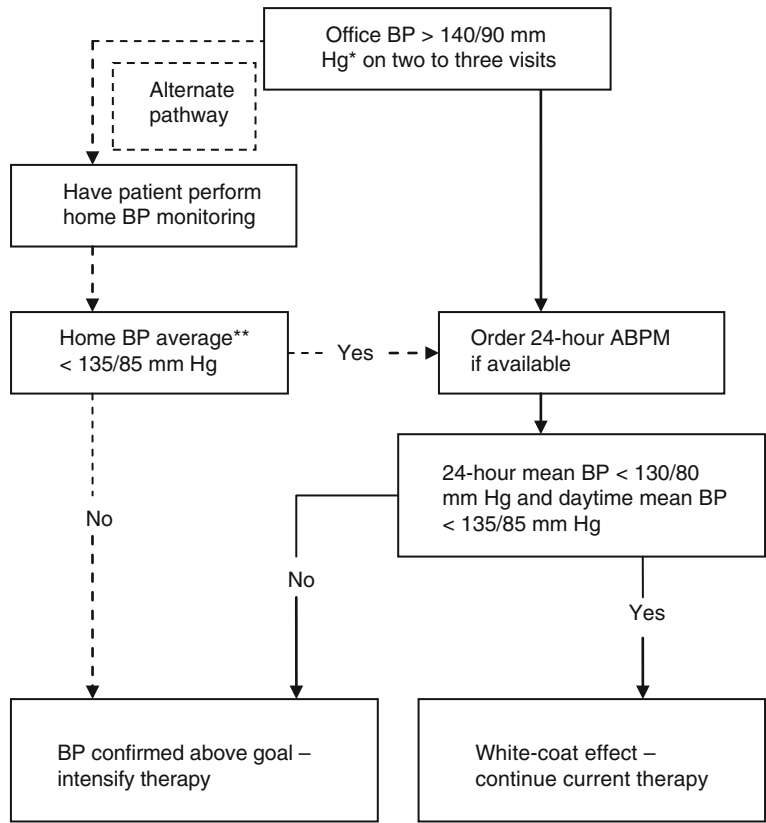 Office BP > 140/90 mm
Hg* on two to three visits
Alternate
pathway
Have patient perform
home BP monitoring
Home BP average**
< 135/85 mm Hg
Yes
Order 24-hour ABPM
if available
24-hour mean BP < 130/80
mm Hg and daytime mean BP
< 135/85 mm Hg
No
No
Yes
BP confirmed above goal –
intensify therapy
White-coat effect –
continue current therapy